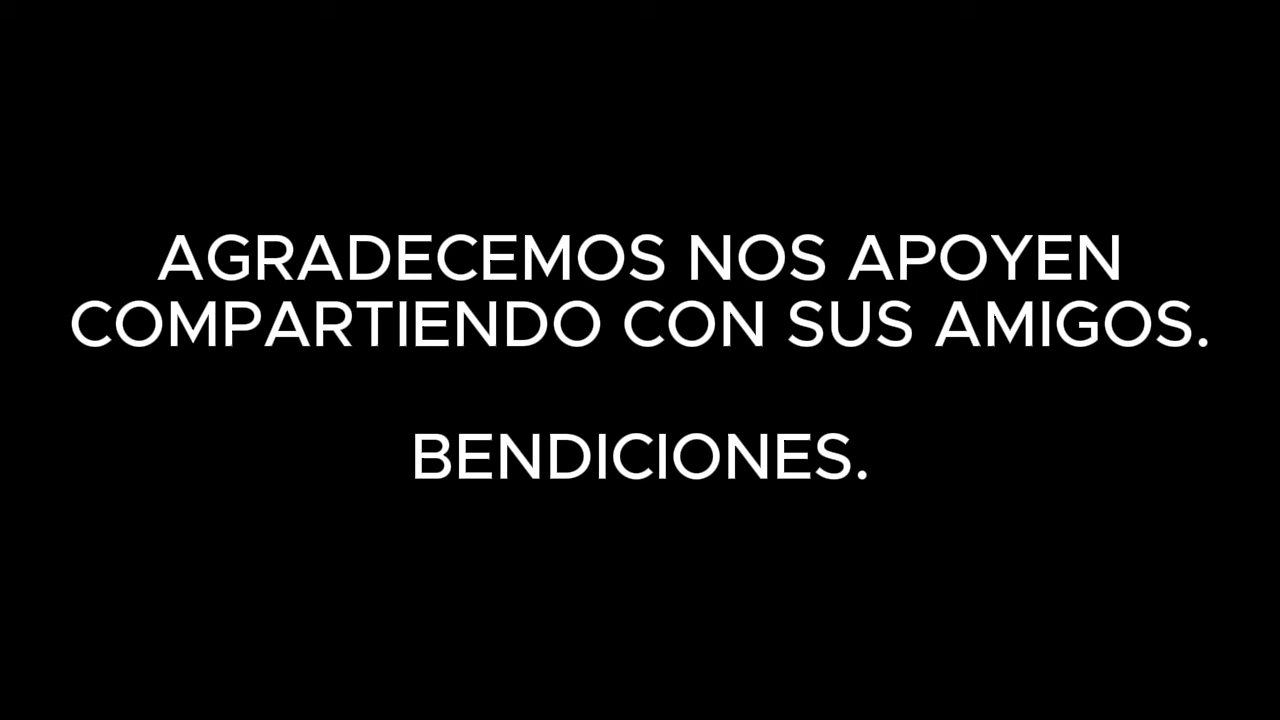 AGRADECEMOS NOS APOYEN
COMPARTIENDO CON SUS AMIGOS.
BENDICIONES.